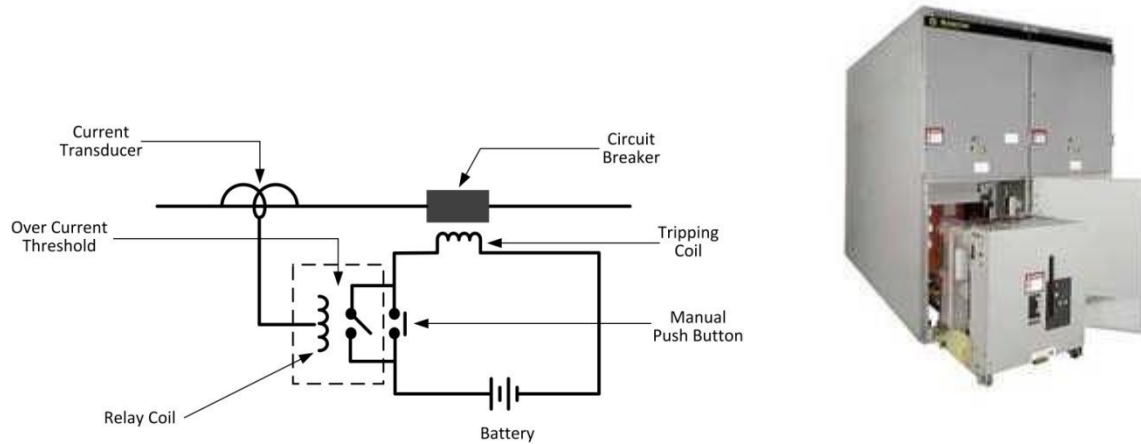 Current
Transducer
Circuit
Breaker
Over Current
Threshold
Tripping
Coil
Manual
Push Button
Relay Coil
Battery